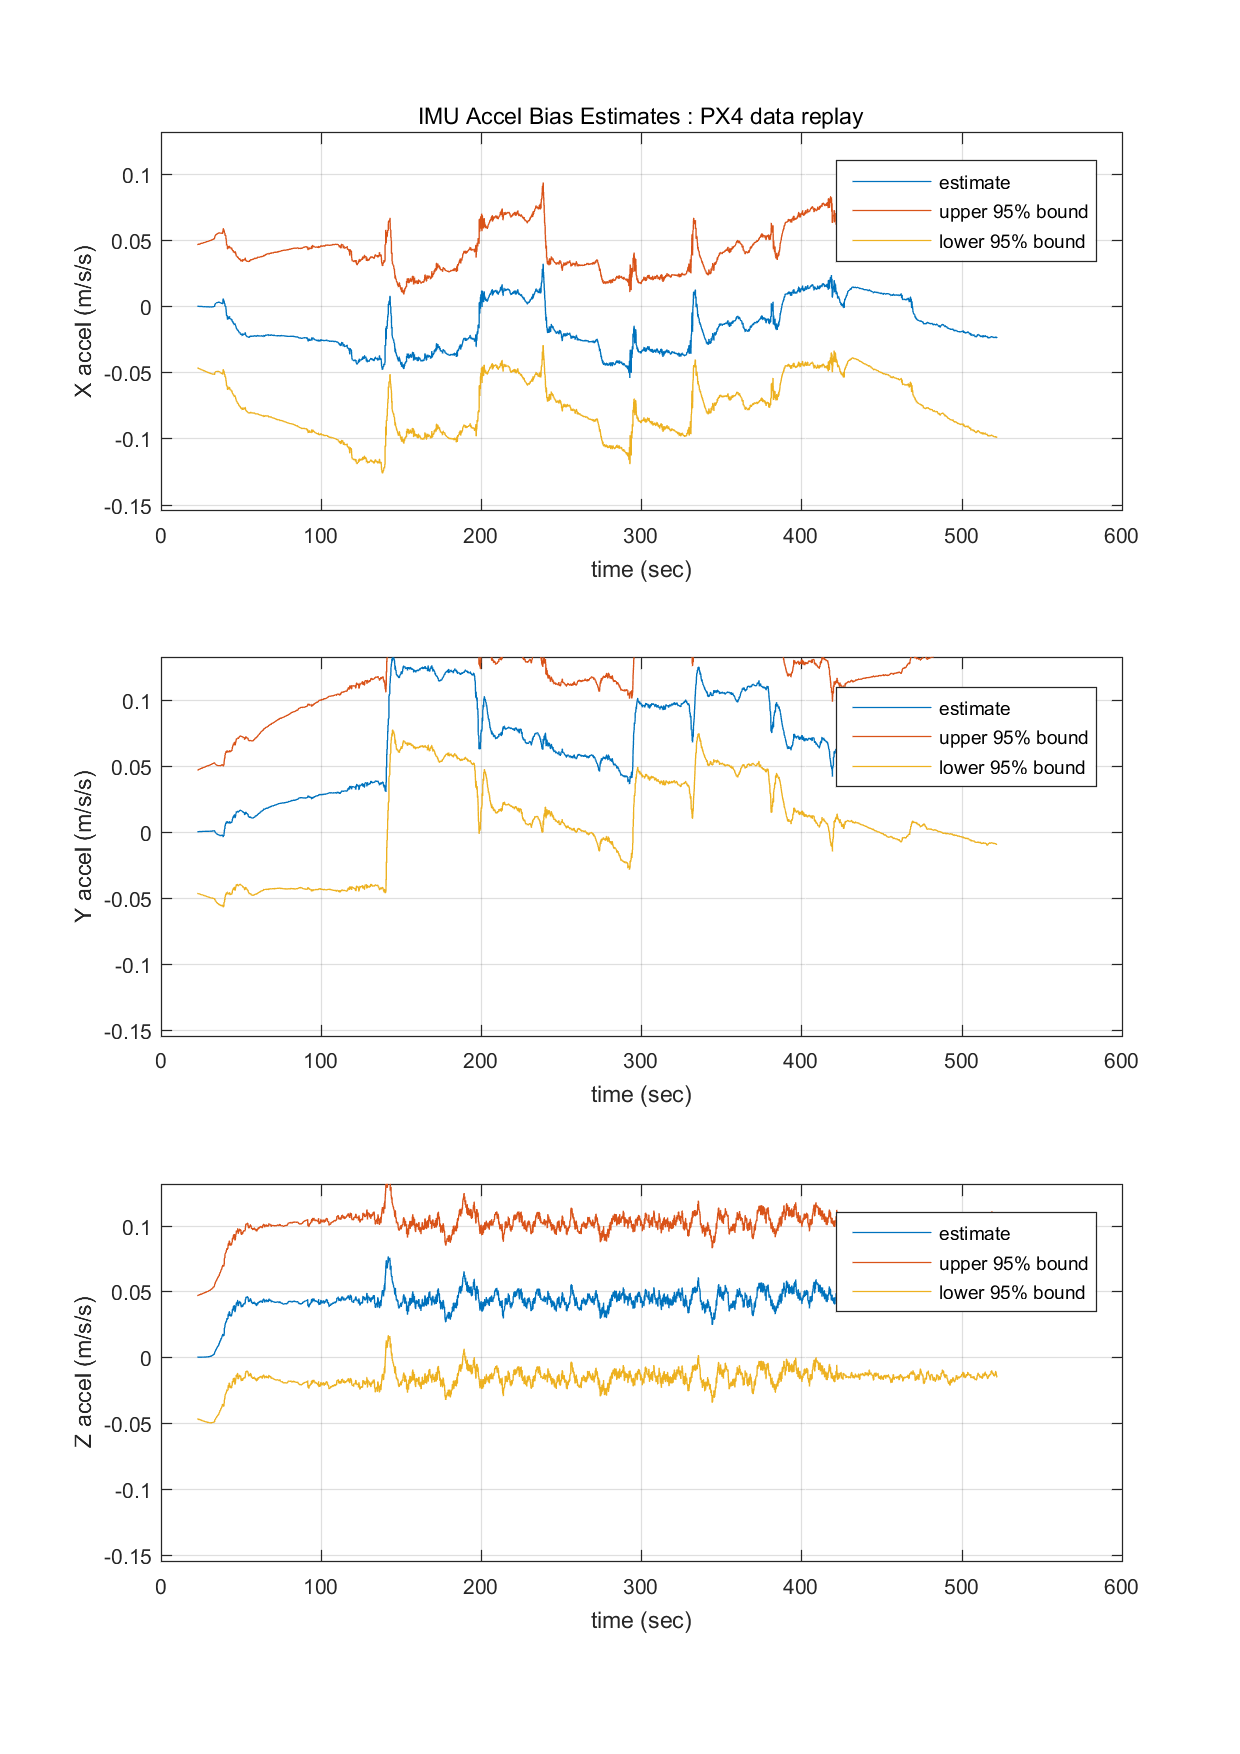 IMU Accel Bias Estimates : PX4 data replay
0.1
0.05
0
-0.05
-0.1
-0.15
X accel (m/s/s)
estimate
upper 95% bound
lower 95% bound
0 100 200 300 400 500 600
time (sec)
0.1
0.05
0
-0.05
-0.1
-0.15
Y accel (m/s/s)
estimate
upper 95% bound
lower 95% bound
0 100 200 300 400 500 600
time (sec)
0.1
0.05
0
-0.05
-0.1
-0.15
Z accel (m/s/s)
estimate
upper 95% bound
lower 95% bound
0 100 200 300 400 500 600
time (sec)